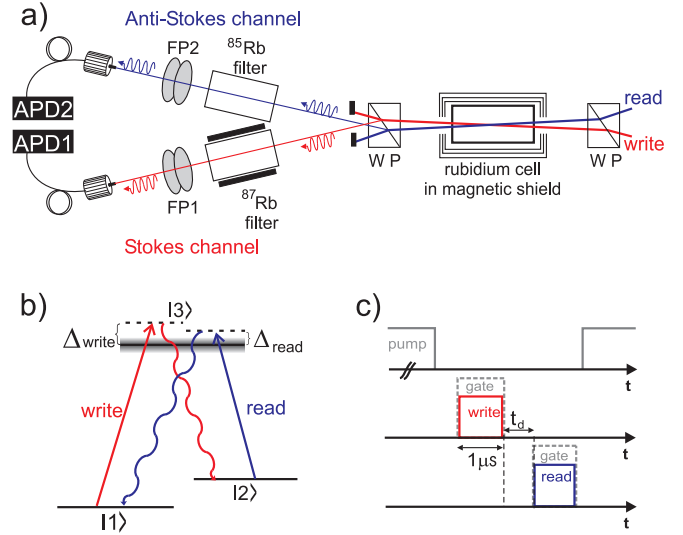 a)
Anti-Stokes channel
FP2
85Rb
filter
APD2
APD1
read
write
W P
W P
rubidium cell
in magnetic shield
FP1
87Rb
filter
Stokes channel
b)
|3⟩
Δwrite
Δread
write
read
|2⟩
|1⟩
c)
pump
t
gate
write
td
t
1μs
gate
read
t